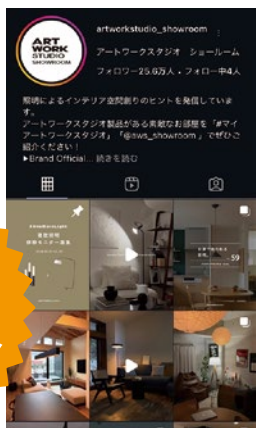 artworkstudio_showroom
ART
WORK
STUDIO
SHOWROOM
アートワークスタジオ ショールーム
フォロワー25.6万人・フォロー中4人
照明によるインテリア空間創りのヒントを発信していま
す。
アートワークスタジオ製品がある素敵なお部屋を「#マイ
アートワークスタジオ」「@aws_showroom」でぜひご
紹介ください!
▶Brand Official... 続きを読む
59